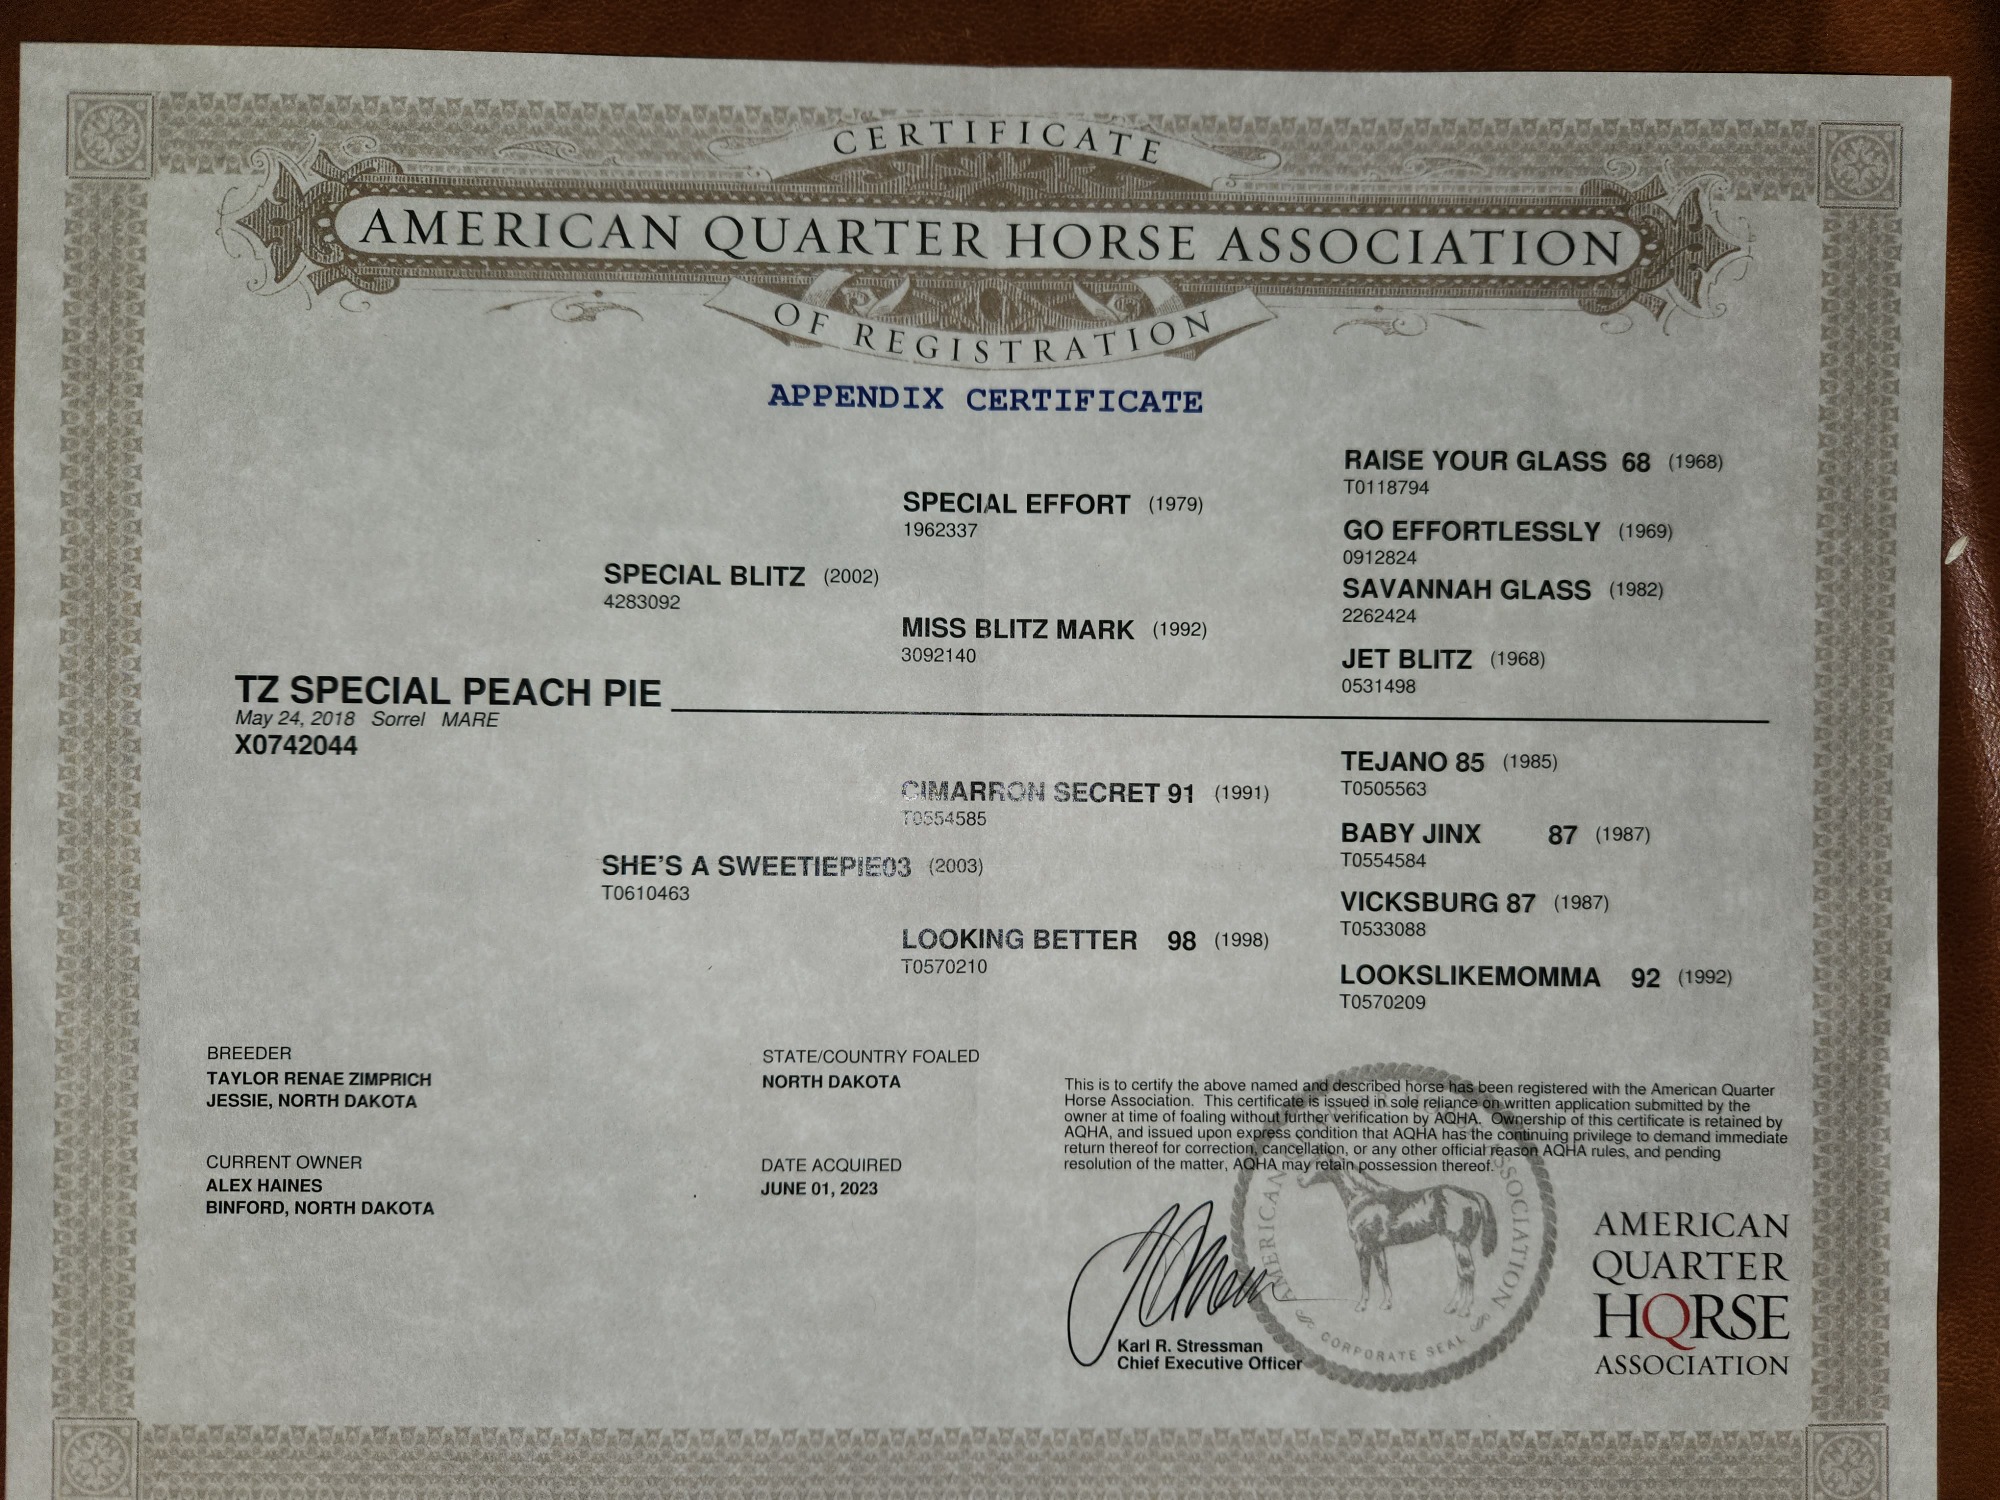 CERTIFICATE
AMERICAN QUARTER HORSE ASSOCIATION
OF REGISTRATION
APPENDIX CERTIFICATE
RAISE YOUR GLASS 68 (1968)
T0118794
SPECIAL EFFORT (1979)
1962337
GO EFFORTLESSLY (1969)
0912824
SPECIAL BLITZ (2002)
4283092
SAVANNAH GLASS (1982)
2262424
MISS BLITZ MARK (1992)
3092140
JET BLITZ (1968)
0531498
TZ SPECIAL PEACH PIE
May 24, 2018 Sorrel MARE
X0742044
TEJANO 85 (1985)
T0505563
CIMARRON SECRET 91 (1991)
T0554585
BABY JINX 87 (1987)
T0554584
SHE'S A SWEETIEPIE03 (2003)
T0610463
VICKSBURG 87 (1987)
T0533088
LOOKING BETTER 98 (1998)
T0570210
LOOKSLIKEMOMMA 92 (1992)
T0570209
BREEDER
TAYLOR RENAE ZIMPRICH
JESSIE, NORTH DAKOTA
STATE/COUNTRY FOALED
NORTH DAKOTA
CURRENT OWNER
ALEX HAINES
BINFORD, NORTH DAKOTA
DATE ACQUIRED
JUNE 01, 2023
This is to certify the above named and described horse has been registered with the American Quarter
Horse Association. This certificate is issued in sole reliance on written application submitted by the
owner at time of foaling without further verification by AQHA. Ownership of this certificate is retained by
AQHA, and issued upon express condition that AQHA has the continuing privilege to demand immediate
return thereof for correction, cancellation, or any other official reason AQHA rules, and pending
resolution of the matter, AQHA may retain possession thereof.
Karl R. Stressman
Chief Executive Officer
AMERICAN ASSOCIATION
CORPORATE SEAL
AMERICAN
QUARTER
HORSE
ASSOCIATION